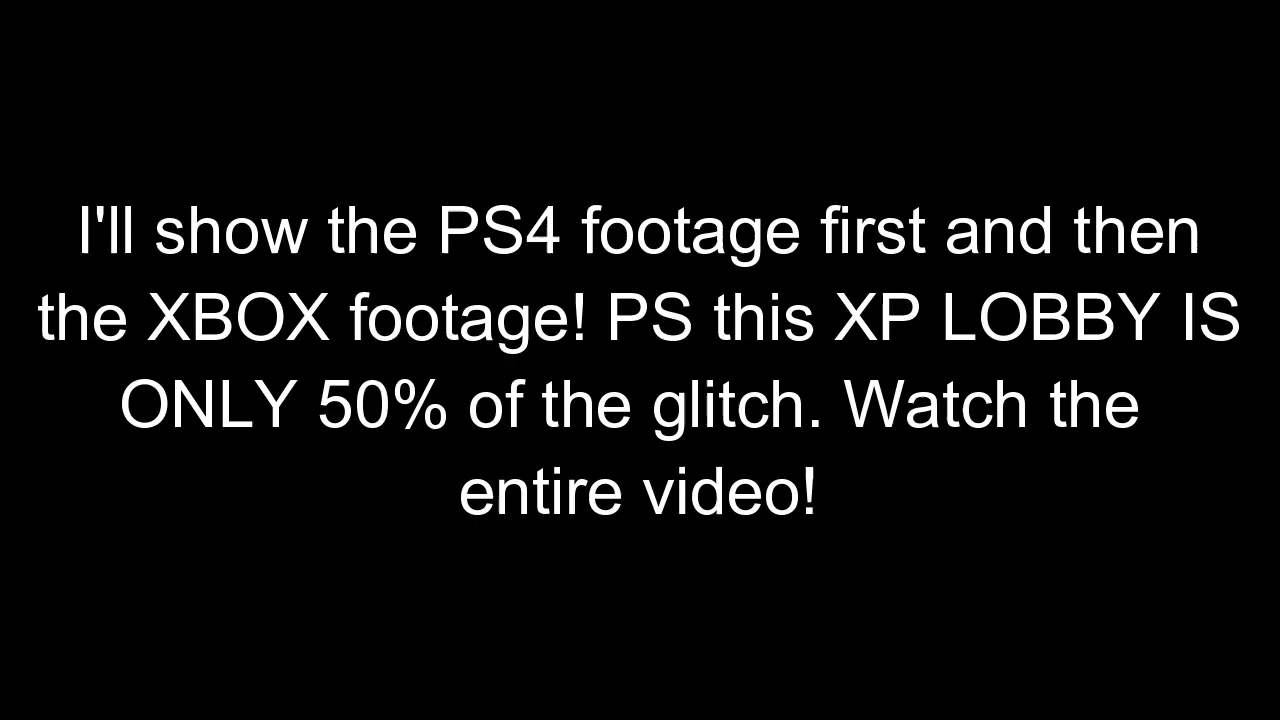 I'll show the PS4 footage first and then
the XBOX footage! PS this XP LOBBY IS
ONLY 50% of the glitch. Watch the
entire video!